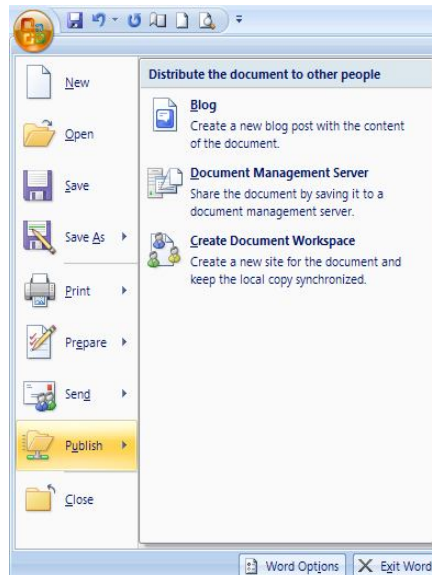 New
Open
Save
Save As
Print
Prepare
Send
Publish
Close
Distribute the document to other people
Blog
Create a new blog post with the content
of the document.
Document Management Server
Share the document by saving it to a
document management server.
Create Document Workspace
Create a new site for the document and
keep the local copy synchronized.
Word Options
Exit Word